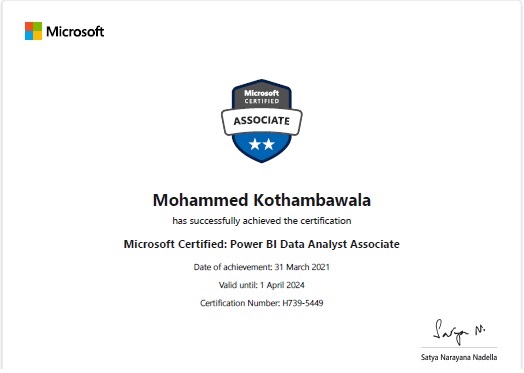 Microsoft
Microsoft
CERTIFIED
ASSOCIATE
Mohammed Kothambawala
has successfully achieved the certification
Microsoft Certified: Power BI Data Analyst Associate
Date of achievement: 31 March 2021
Valid until: 1 April 2024
Certification Number: H739-5449
Satya N.
Satya Narayana Nadella